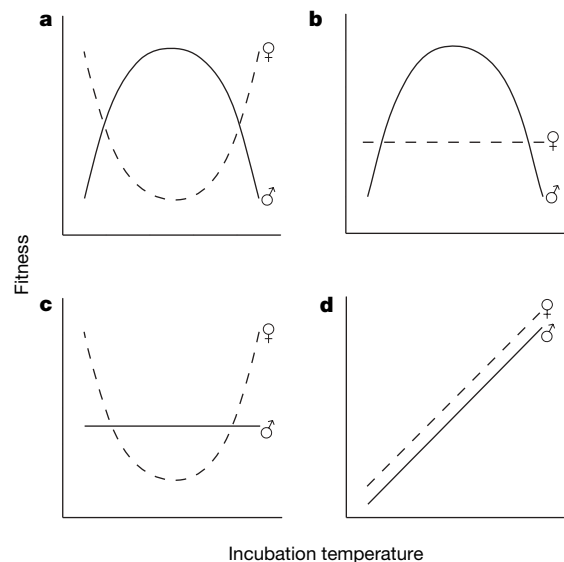 a
♀
♂
b
♀
♂
Fitness
c
♀
♂
d
♀
♂
Incubation temperature